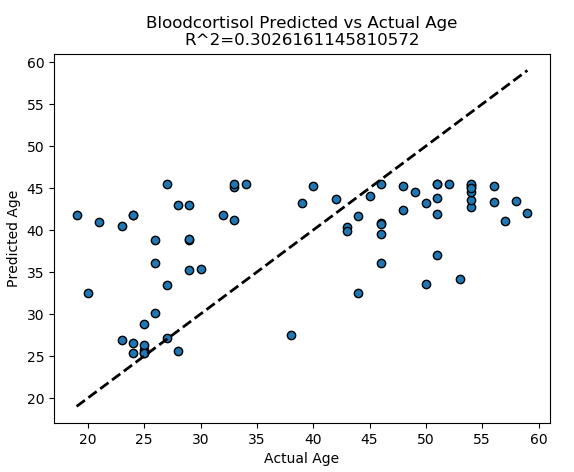 Bloodcortisol Predicted vs Actual Age
R^2=0.3026161145810572
60
55
50
45
40
35
30
25
20
Predicted Age
20 25 30 35 40 45 50 55 60
Actual Age